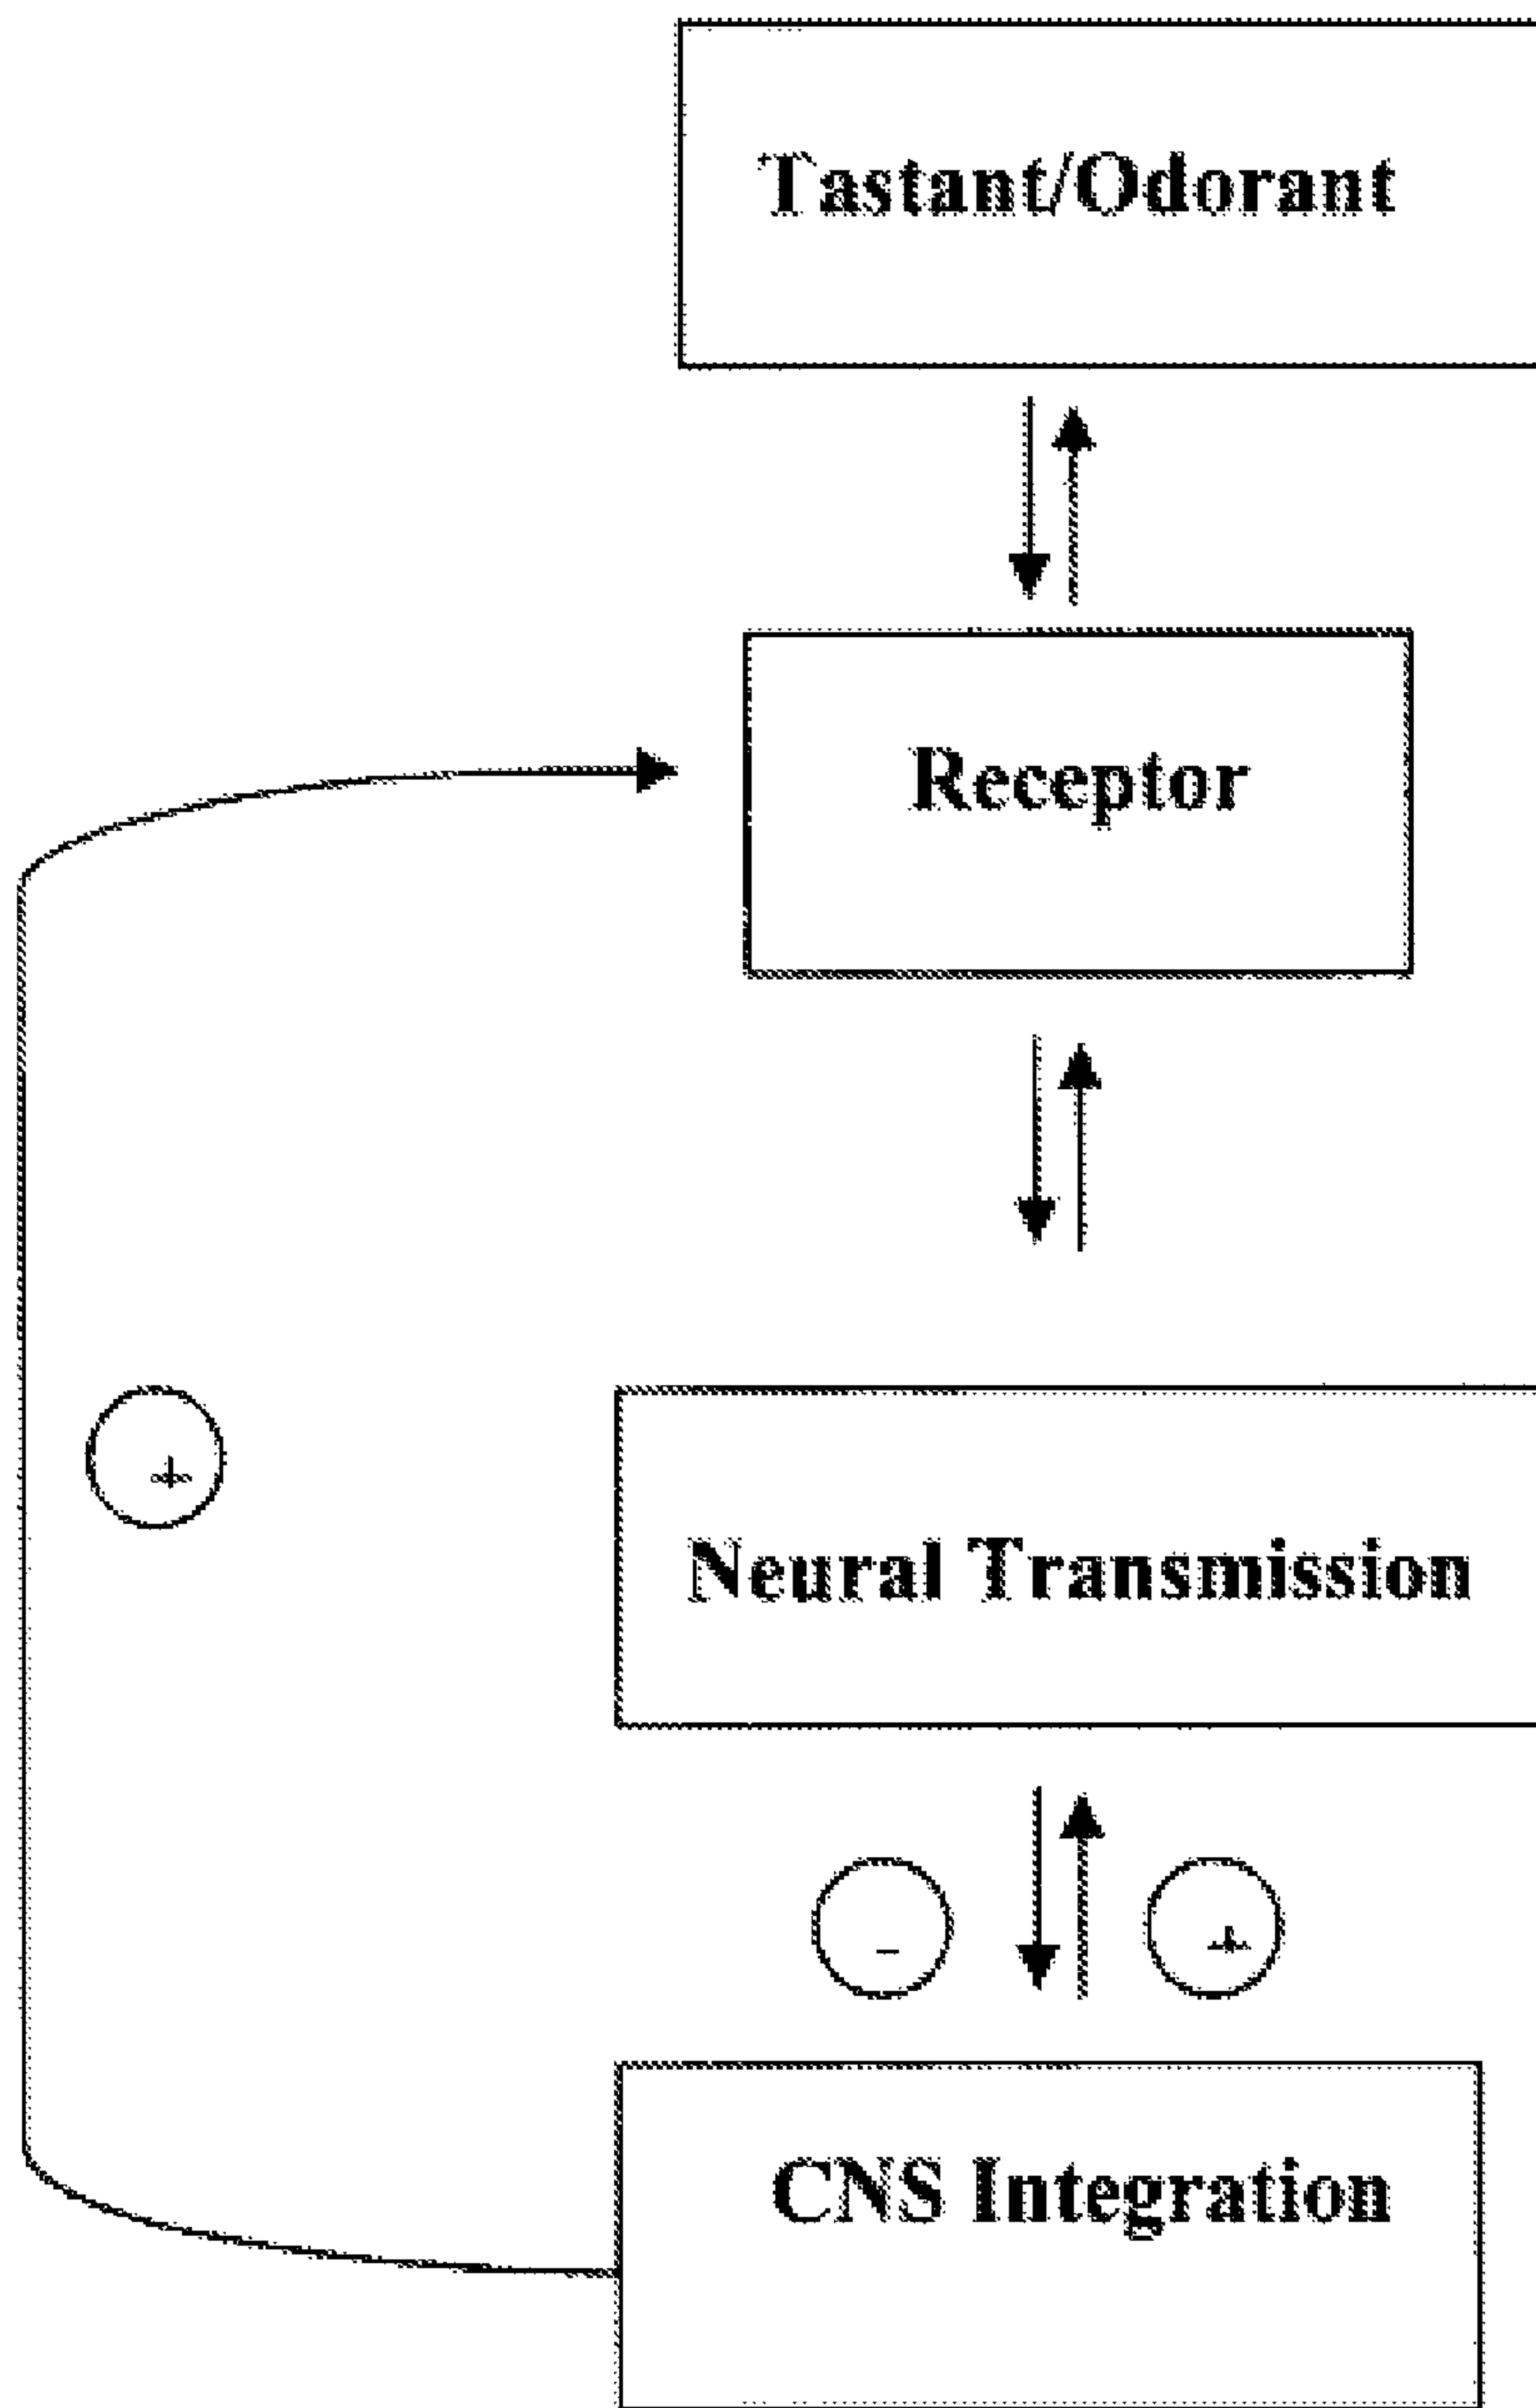 Tastant/Odorant
Receptor
+
Neural Transmission
- +
CNS Integration